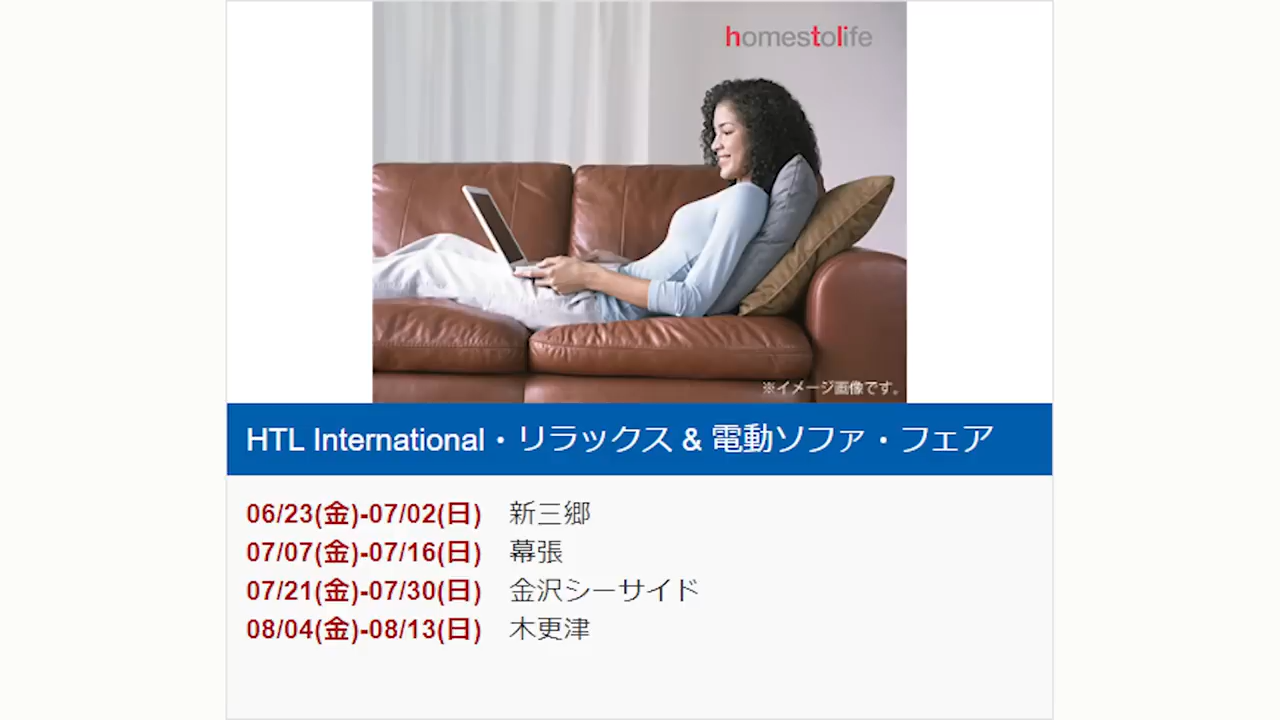 homestolife
※イメージ画像です。
HTL International・リラックス & 電動ソファ・フェア
06/23(金)-07/02(日) 新三郷
07/07(金)-07/16(日) 幕張
07/21(金)-07/30(日) 金沢シーサイド
08/04(金)-08/13(日) 木更津